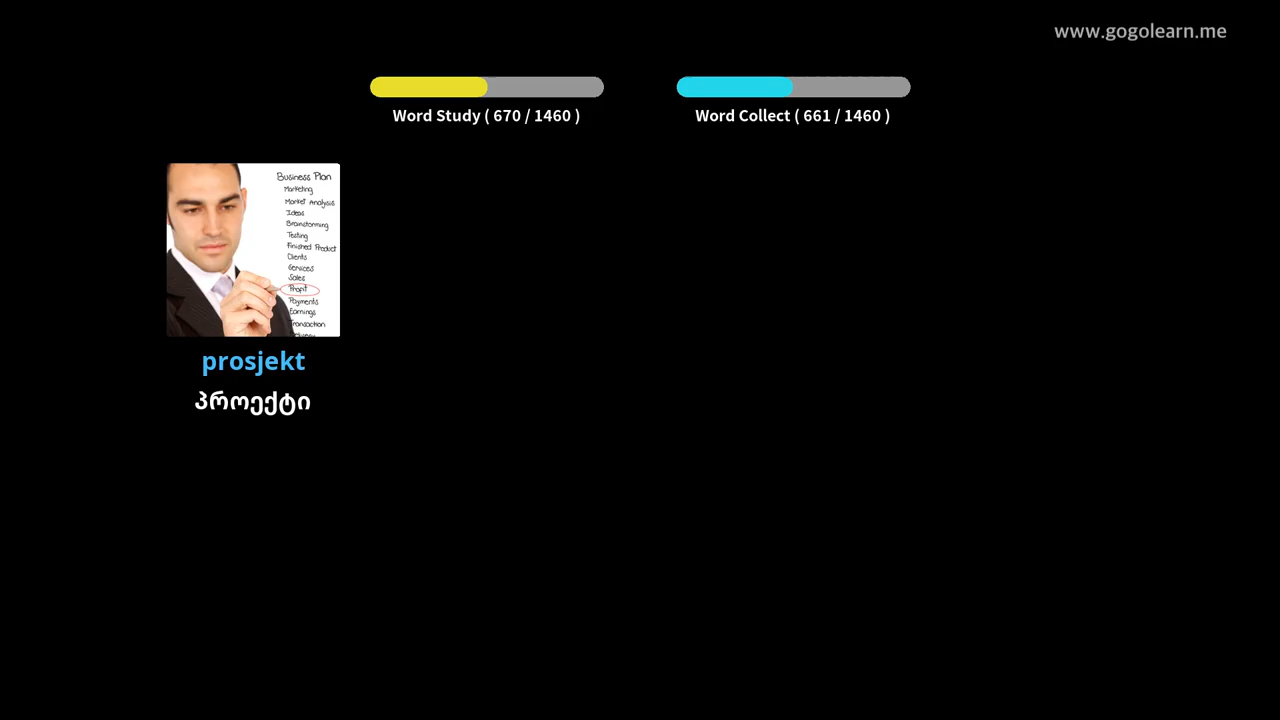 www.gogolearn.me
Word Study ( 670 / 1460 )
Word Collect ( 661 / 1460 )
Business Plan
Marketing
Market Analysis
Ideas
Brainstorming
Testing
Finished Product
Clients
Services
Sales
Profit
Payments
Earnings
Transaction
Delivery
prosjekt
პროექტი